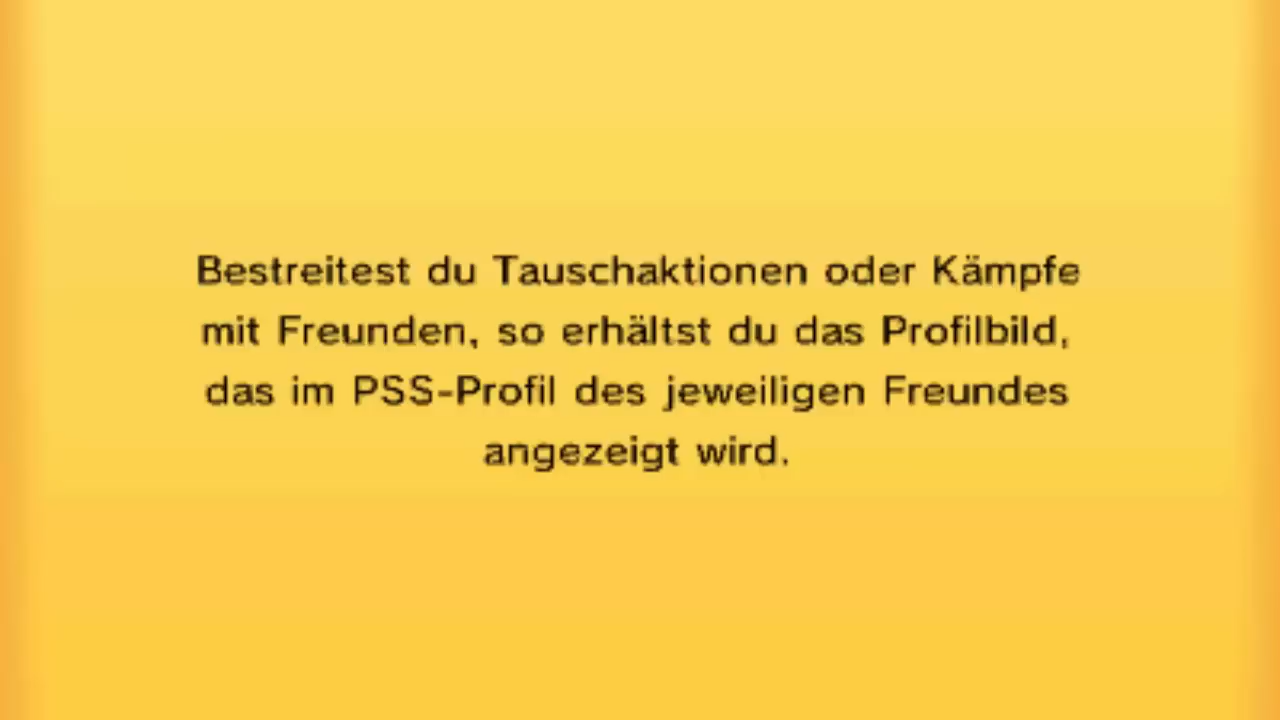 Bestreitest du Tauschaktionen oder Kämpfe
mit Freunden, so erhältst du das Profilbild,
das im PSS-Profil des jeweiligen Freundes
angezeigt wird.